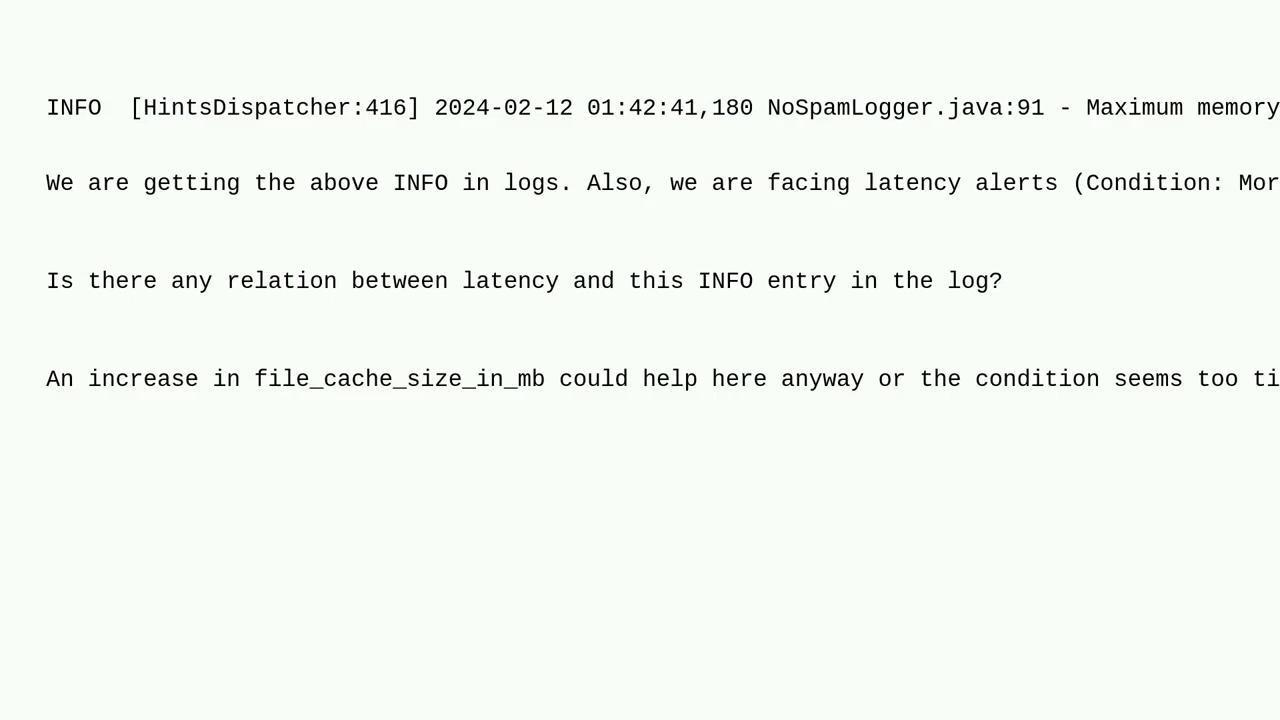 INFO  [HintsDispatcher:416] 2024-02-12 01:42:41,180 NoSpamLogger.java:91 - Maximum memory
We are getting the above INFO in logs. Also, we are facing latency alerts (Condition: Mor
Is there any relation between latency and this INFO entry in the log?
An increase in file_cache_size_in_mb could help here anyway or the condition seems too ti